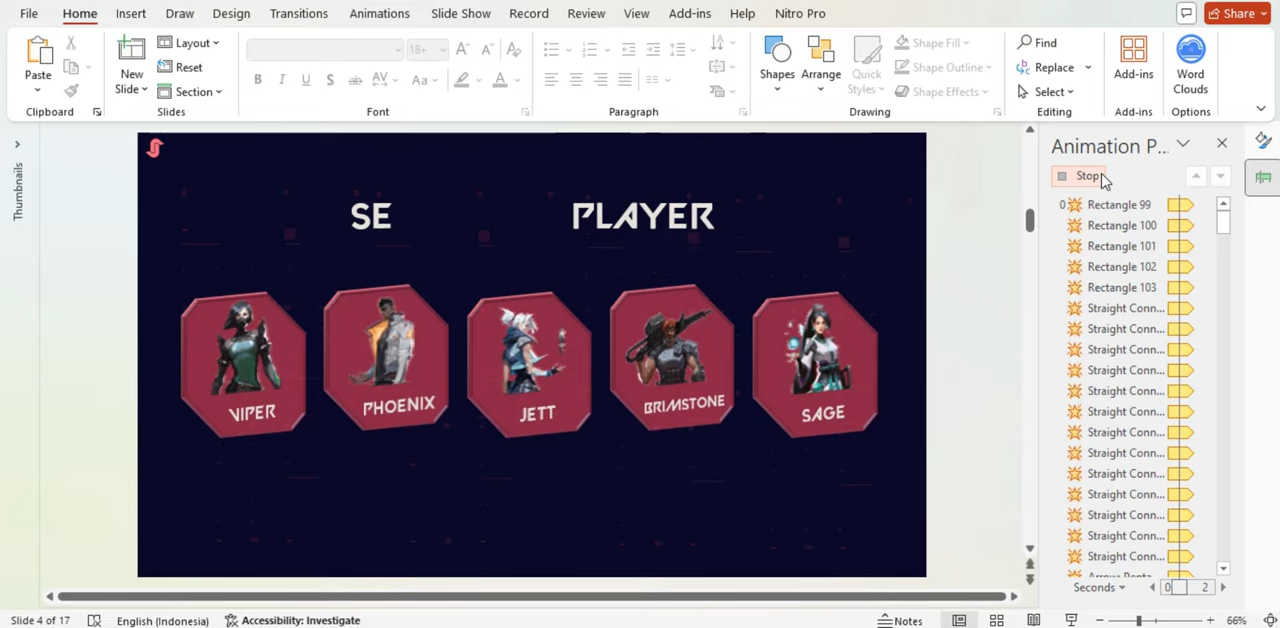 File Home Insert Draw Design Transitions Animations Slide Show Record Review View Add-ins Help Nitro Pro Share
Paste
Clipboard
New
Slide
Layout
Reset
Section
Slides
18+
B I U S ab AV Aa A
Font
Paragraph
Shapes
Arrange
Quick
Styles
Shape Fill
Shape Outline
Shape Effects
Drawing
Find
Replace
Select
Editing
Add-ins
Add-ins
Word
Clouds
Options
Thumbnails
SE PLAYER
VIPER
PHOENIX
JETT
BRIMSTONE
SAGE
Animation P...
Stop
0 Rectangle 99
Rectangle 100
Rectangle 101
Rectangle 102
Rectangle 103
Straight Conn...
Straight Conn...
Straight Conn...
Straight Conn...
Straight Conn...
Straight Conn...
Straight Conn...
Straight Conn...
Straight Conn...
Straight Conn...
Straight Conn...
Straight Conn...
Straight Conn...
Seconds 0 2
Slide 4 of 17 English (Indonesia) Accessibility: Investigate Notes 66%